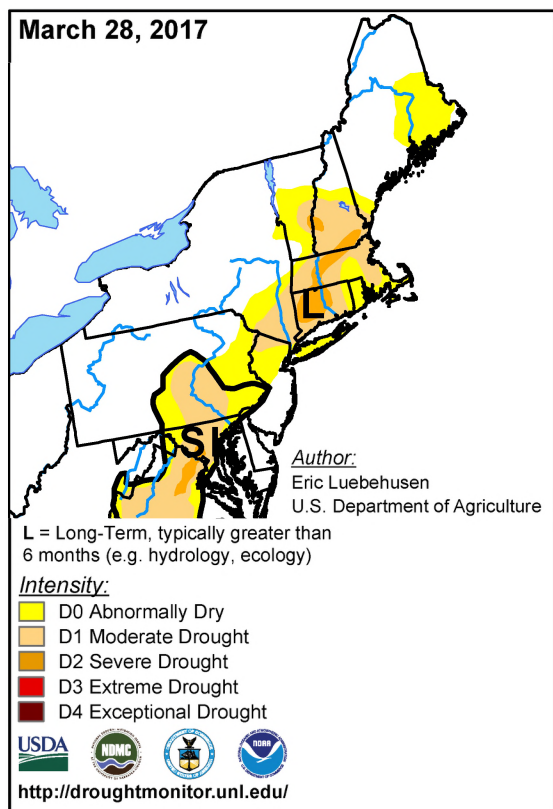 March 28, 2017
L
SL
Author:
Eric Luebehusen
U.S. Department of Agriculture
L = Long-Term, typically greater than
6 months (e.g. hydrology, ecology)
Intensity:
D0 Abnormally Dry
D1 Moderate Drought
D2 Severe Drought
D3 Extreme Drought
D4 Exceptional Drought
USDA
NDMC
NOAA
http://droughtmonitor.unl.edu/